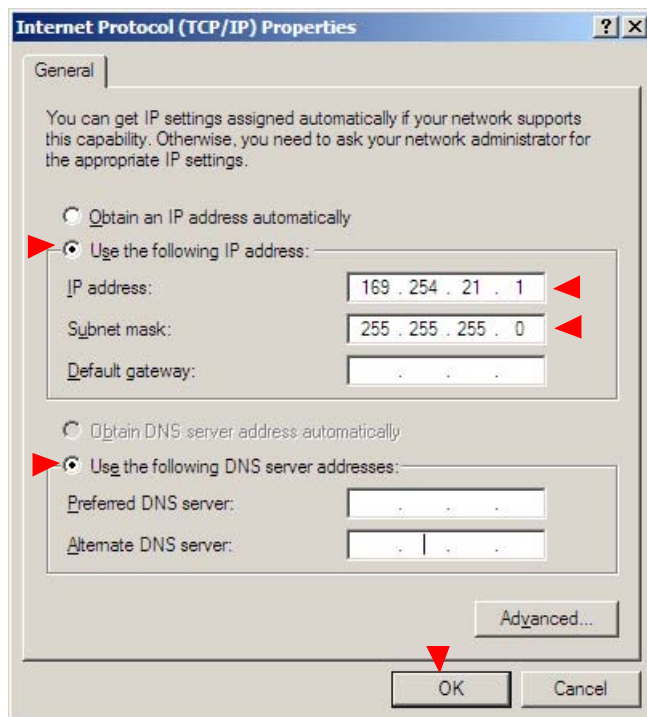 Internet Protocol (TCP/IP) Properties
General
You can get IP settings assigned automatically if your network supports
this capability. Otherwise, you need to ask your network administrator for
the appropriate IP settings.
Obtain an IP address automatically
Use the following IP address:
IP address: 169 . 254 . 21 . 1
Subnet mask: 255 . 255 . 255 . 0
Default gateway: . . .
Obtain DNS server address automatically
Use the following DNS server addresses:
Preferred DNS server: . . .
Alternate DNS server: . . .
Advanced...
OK Cancel